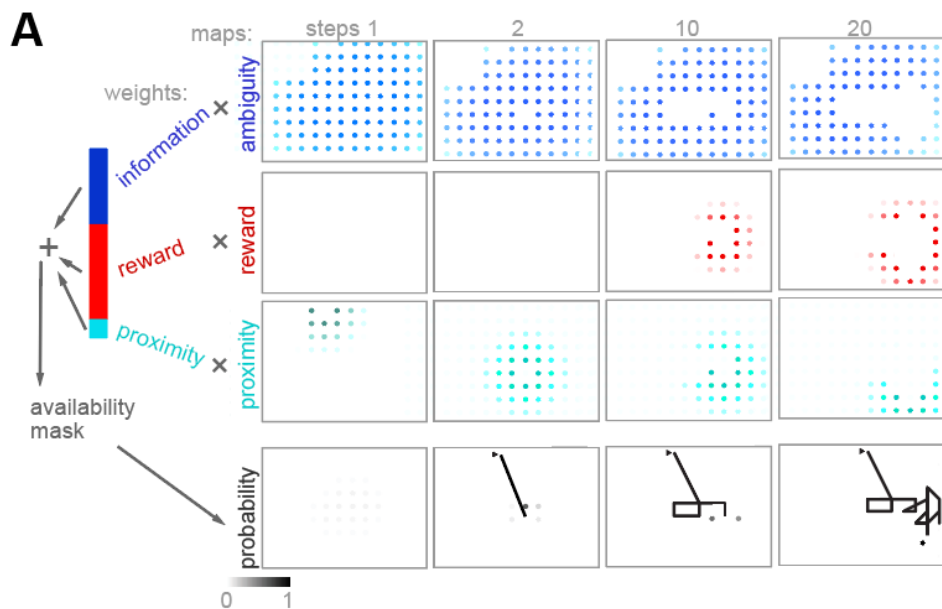 A
maps: steps 1 2 10 20
weights:
information × ambiguity
+
reward × reward
proximity × proximity
availability
mask
probability
0 1